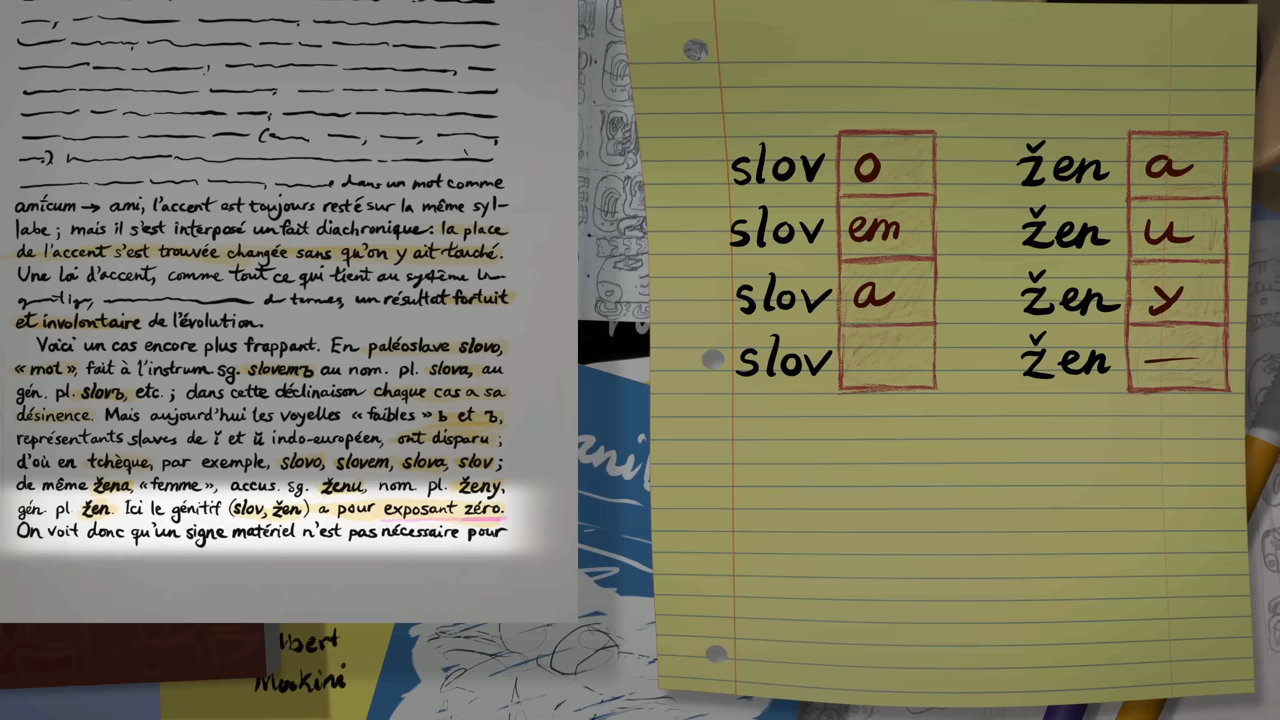 dans un mot comme
amīcum → ami, l'accent est toujours resté sur la même syl-
labe ; mais il s'est interposé un fait diachronique : la place
de l'accent s'est trouvée changée sans qu'on y ait touché.
Une loi d'accent, comme tout ce qui tient au système
de termes, un résultat fortuit
et involontaire de l'évolution.
Voici un cas encore plus frappant. En paléoslave slovo,
« mot », fait à l'instrum. sg. slovemъ au nom. pl. slova, au
gén. pl. slovъ, etc. ; dans cette déclinaison chaque cas a sa
désinence. Mais aujourd'hui les voyelles « faibles » ь et ъ,
représentants slaves de ĭ et ŭ indo-européen, ont disparu ;
d'où en tchèque, par exemple, slovo, slovem, slova, slov ;
de même žena, « femme », accus. sg. ženu, nom. pl. ženy,
gén. pl. žen. Ici le génitif (slov, žen) a pour exposant zéro.
On voit donc qu'un signe matériel n'est pas nécessaire pour
slov o
slov em
slov a
slov
žen a
žen u
žen y
žen —